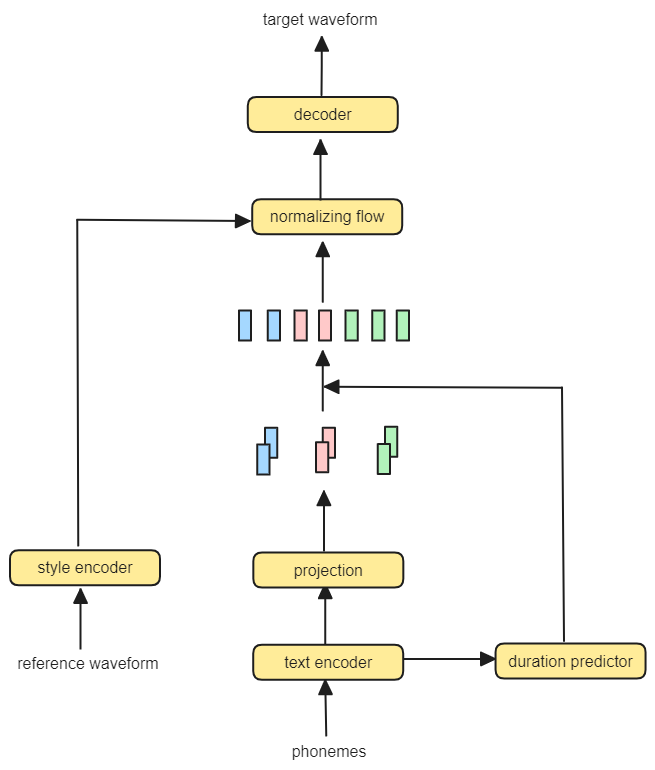 target waveform
decoder
normalizing flow
style encoder
projection
reference waveform
text encoder
duration predictor
phonemes